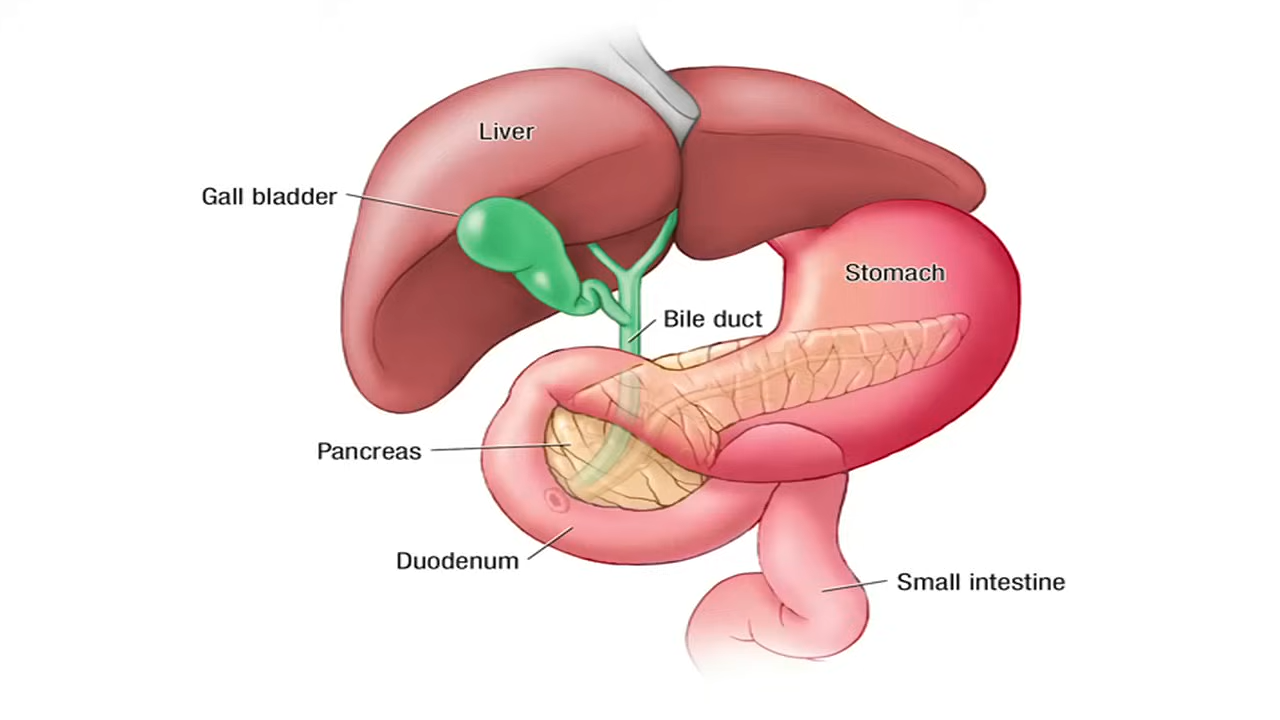 Liver
Gall bladder
Stomach
Bile duct
Pancreas
Duodenum
Small intestine